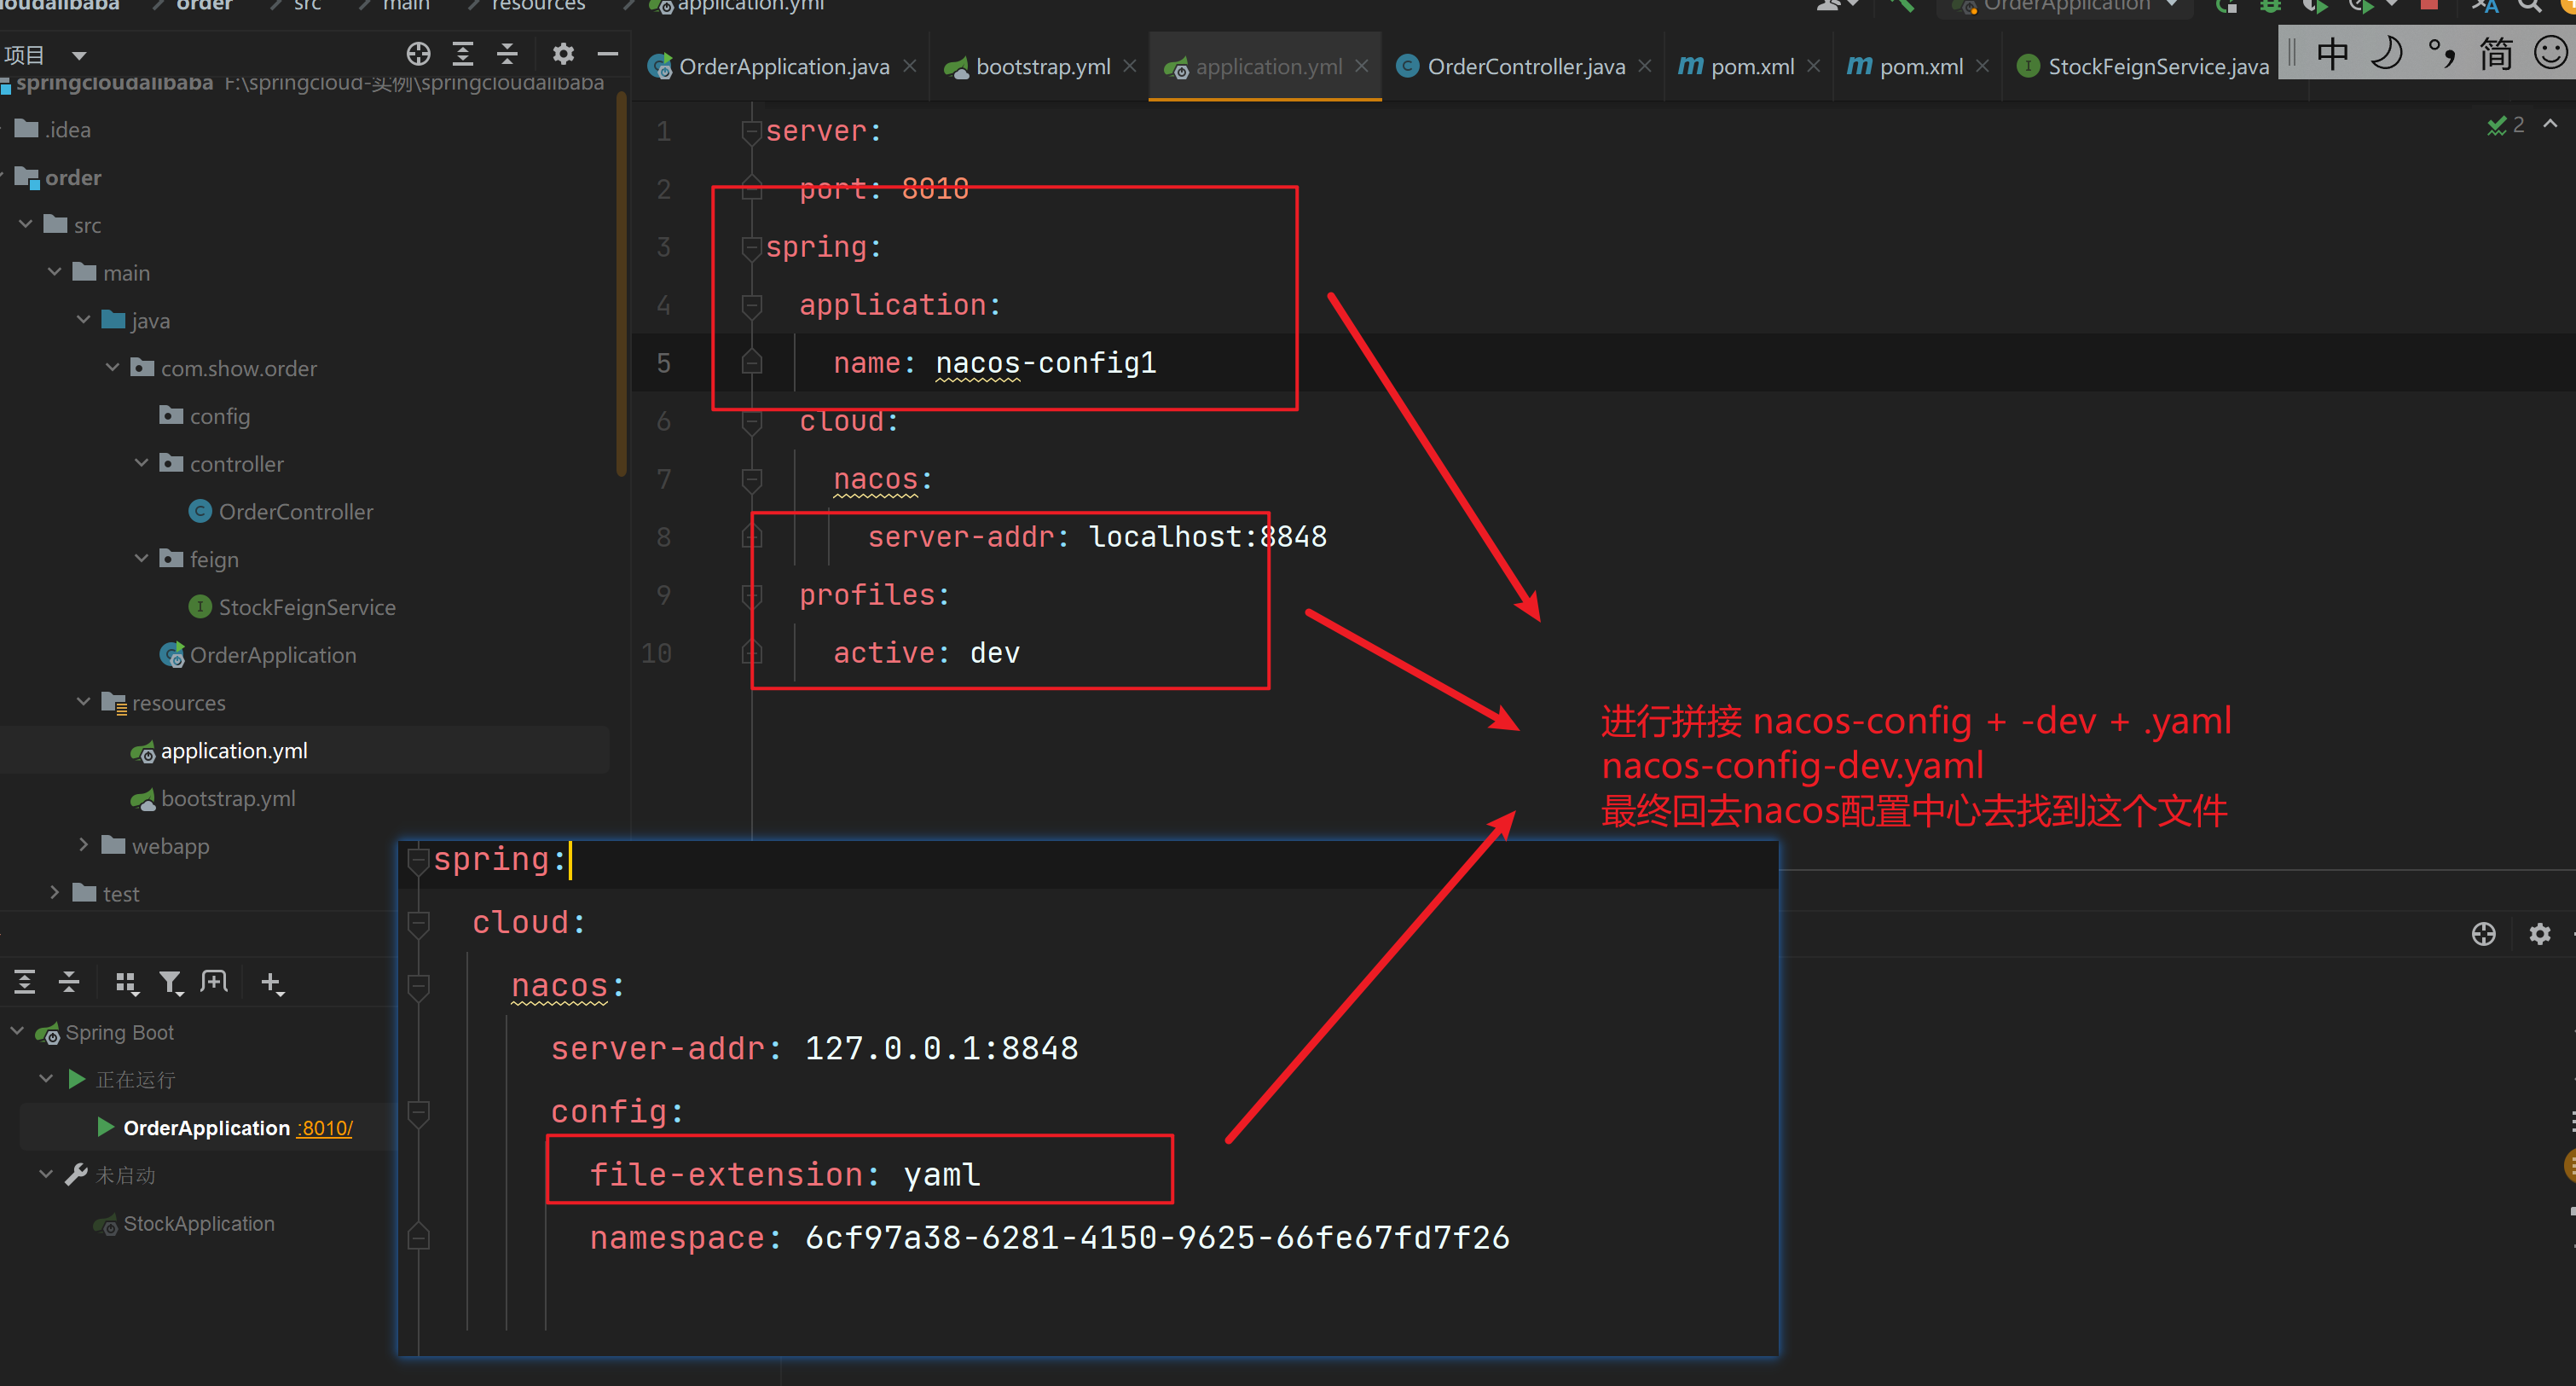 cloudalibaba order src main resources application.yml OrderApplication
项目
OrderApplication.java bootstrap.yml application.yml OrderController.java pom.xml pom.xml StockFeignService.java
中 简
springcloudalibaba F:\springcloud-实例\springcloudalibaba
.idea
order
src
main
java
com.show.order
config
controller
OrderController
feign
StockFeignService
OrderApplication
resources
application.yml
bootstrap.yml
webapp
test
2
1 server:
2 port: 8010
3 spring:
4 application:
5 name: nacos-config1
6 cloud:
7 nacos:
8 server-addr: localhost:8848
9 profiles:
10 active: dev
进行拼接 nacos-config + -dev + .yaml
nacos-config-dev.yaml
最终回去nacos配置中心去找到这个文件
spring:
cloud:
nacos:
server-addr: 127.0.0.1:8848
config:
file-extension: yaml
namespace: 6cf97a38-6281-4150-9625-66fe67fd7f26
Spring Boot
正在运行
OrderApplication :8010/
未启动
StockApplication